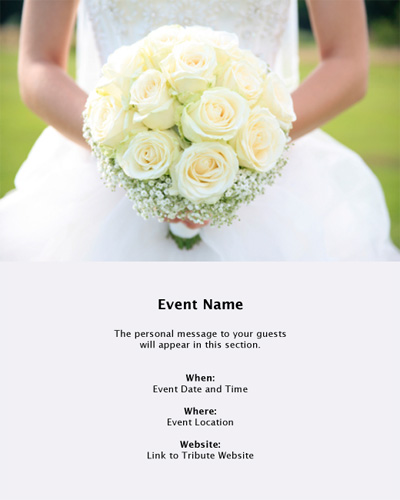 Event Name
The personal message to your guests
will appear in this section.
When:
Event Date and Time
Where:
Event Location
Website:
Link to Tribute Website